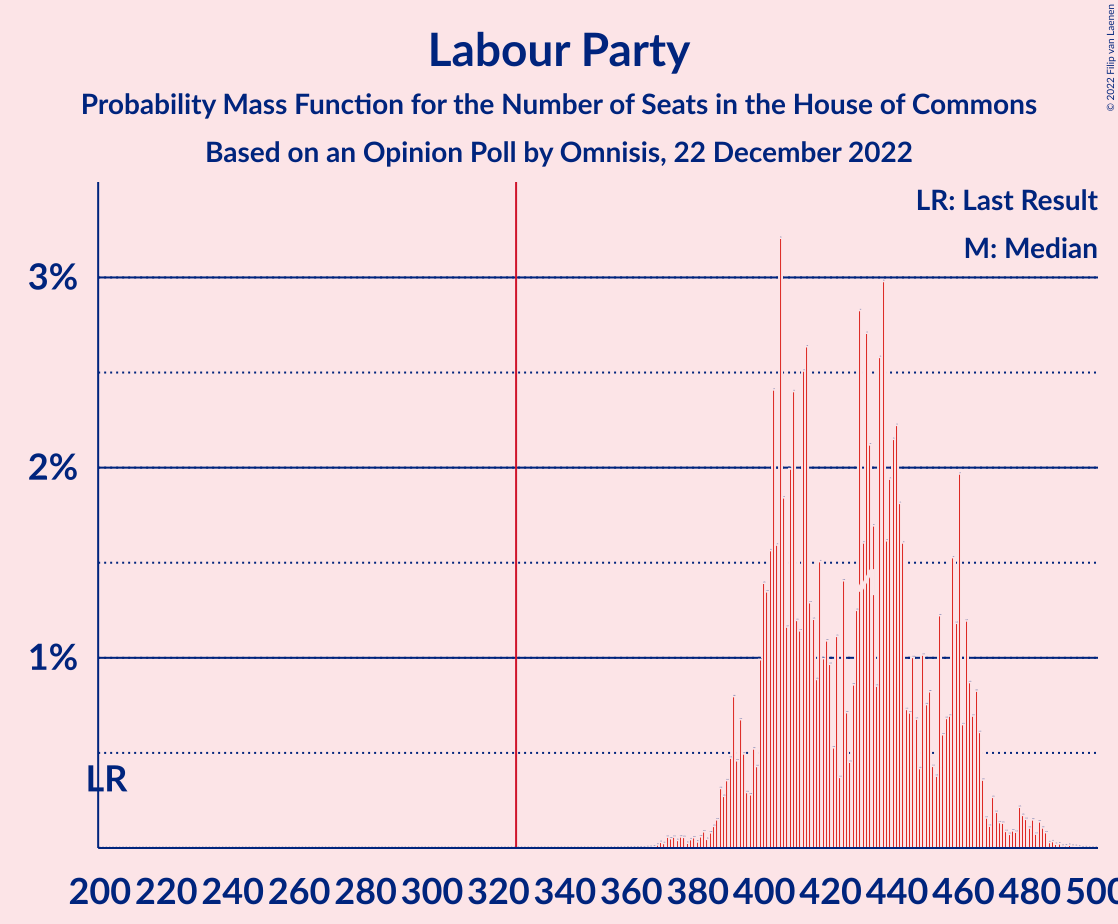 Labour Party
Probability Mass Function for the Number of Seats in the House of Commons
Based on an Opinion Poll by Omnisis, 22 December 2022
© 2022 Filip van Laenen
LR: Last Result
M: Median
3%
2%
1%
LR
200 220 240 260 280 300 320 340 360 380 400 420 440 460 480 500